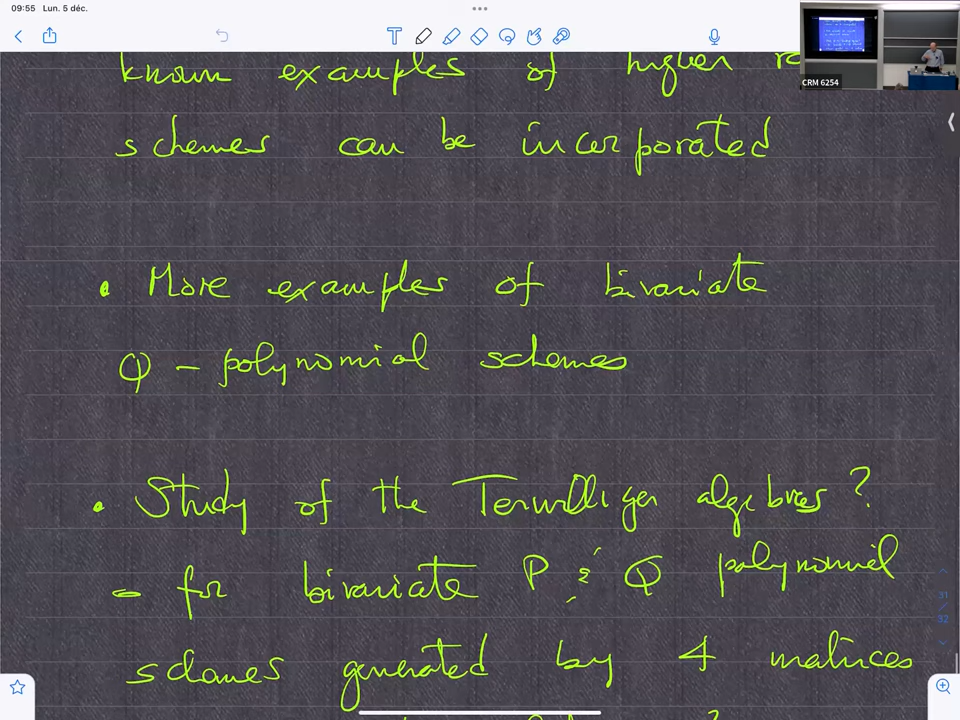 09:55 Lun. 5 déc.
CRM 6254
known examples of higher
schemes can be incorporated
• More examples of bivariate
Q - polynomial schemes
• Study of the Terwilliger algebras ?
- for bivariate P & Q polynomial
schemes generated by 4 matrices
31
32